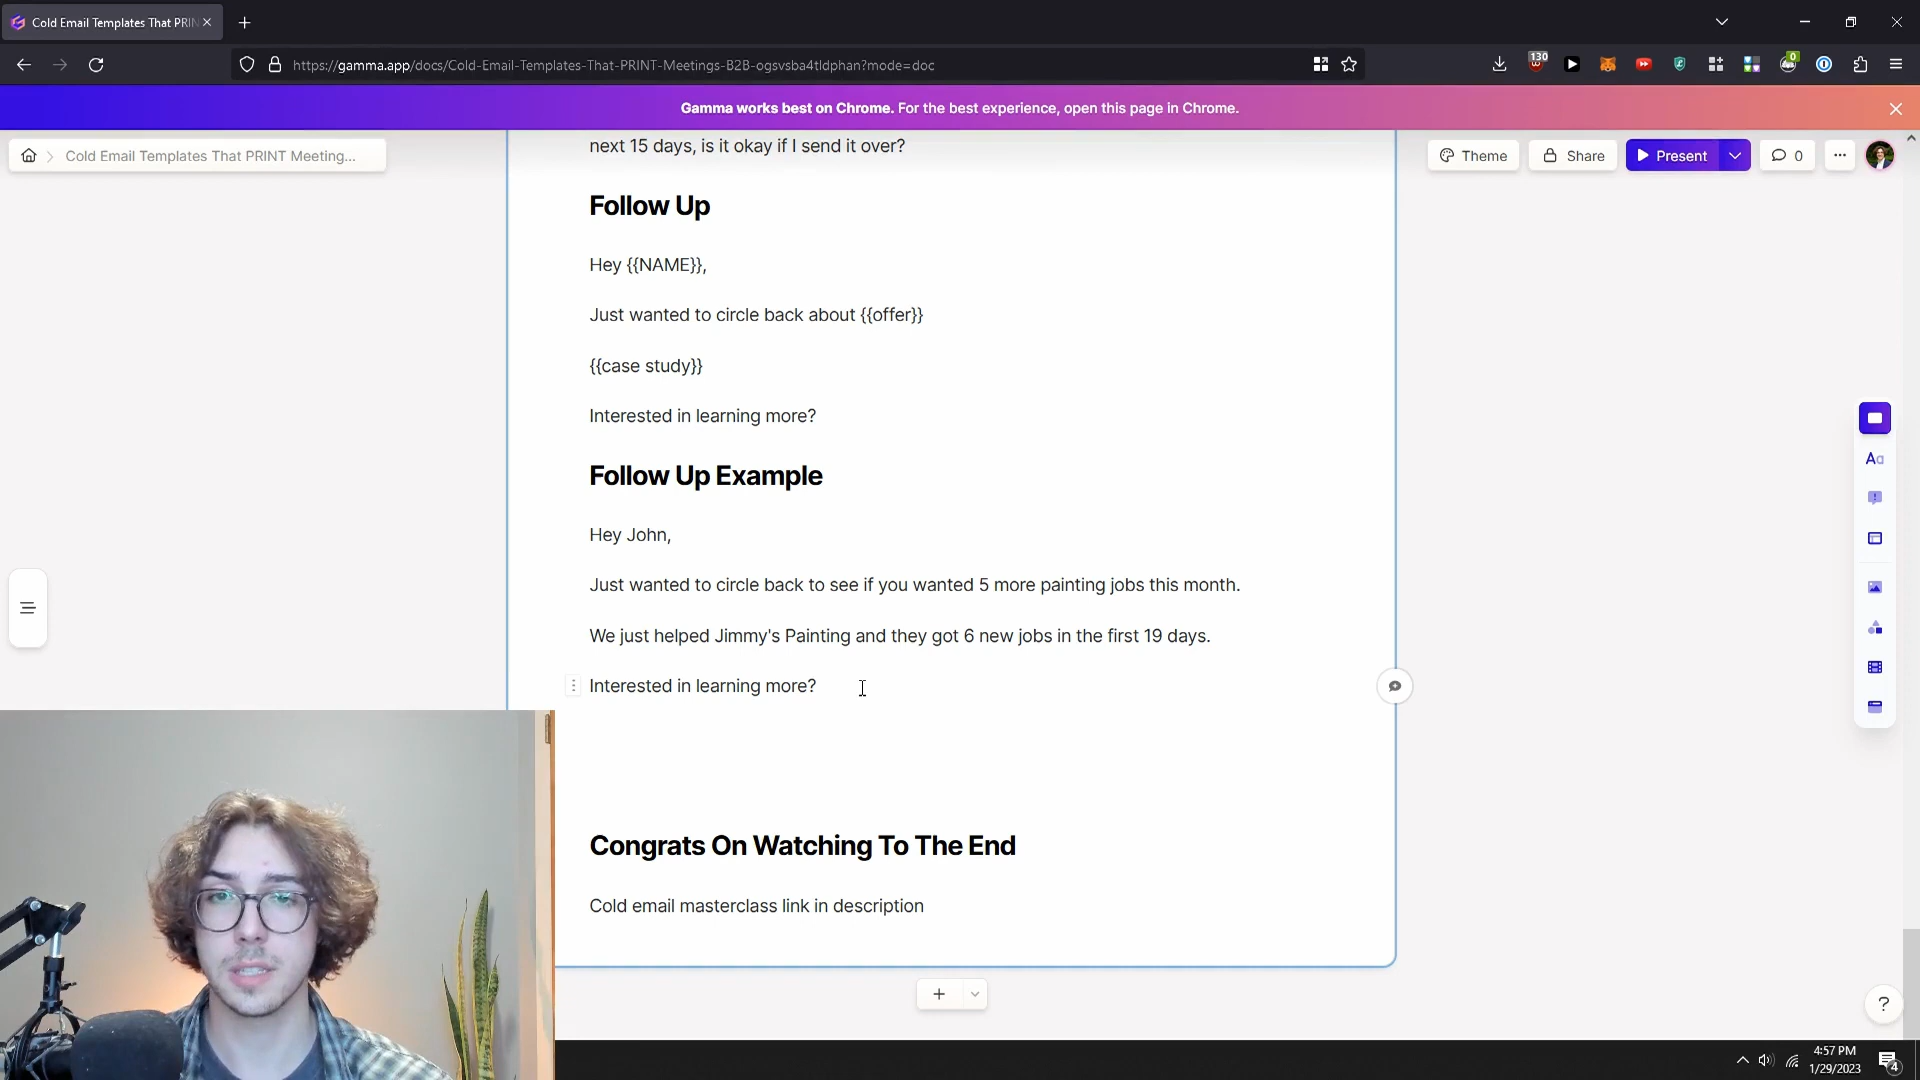 Cold Email Templates That PRIN
https://gamma.app/docs/Cold-Email-Templates-That-PRINT-Meetings-B2B-ogsvsba4tldphan?mode=doc
130
0
Gamma works best on Chrome. For the best experience, open this page in Chrome.
Cold Email Templates That PRINT Meeting...
Theme
Share
Present
0
next 15 days, is it okay if I send it over?
Follow Up
Hey {{NAME}},
Just wanted to circle back about {{offer}}
{{case study}}
Interested in learning more?
Follow Up Example
Hey John,
Just wanted to circle back to see if you wanted 5 more painting jobs this month.
We just helped Jimmy's Painting and they got 6 new jobs in the first 19 days.
Interested in learning more?
Congrats On Watching To The End
Cold email masterclass link in description
Aa
?
4:57 PM
1/29/2023
4